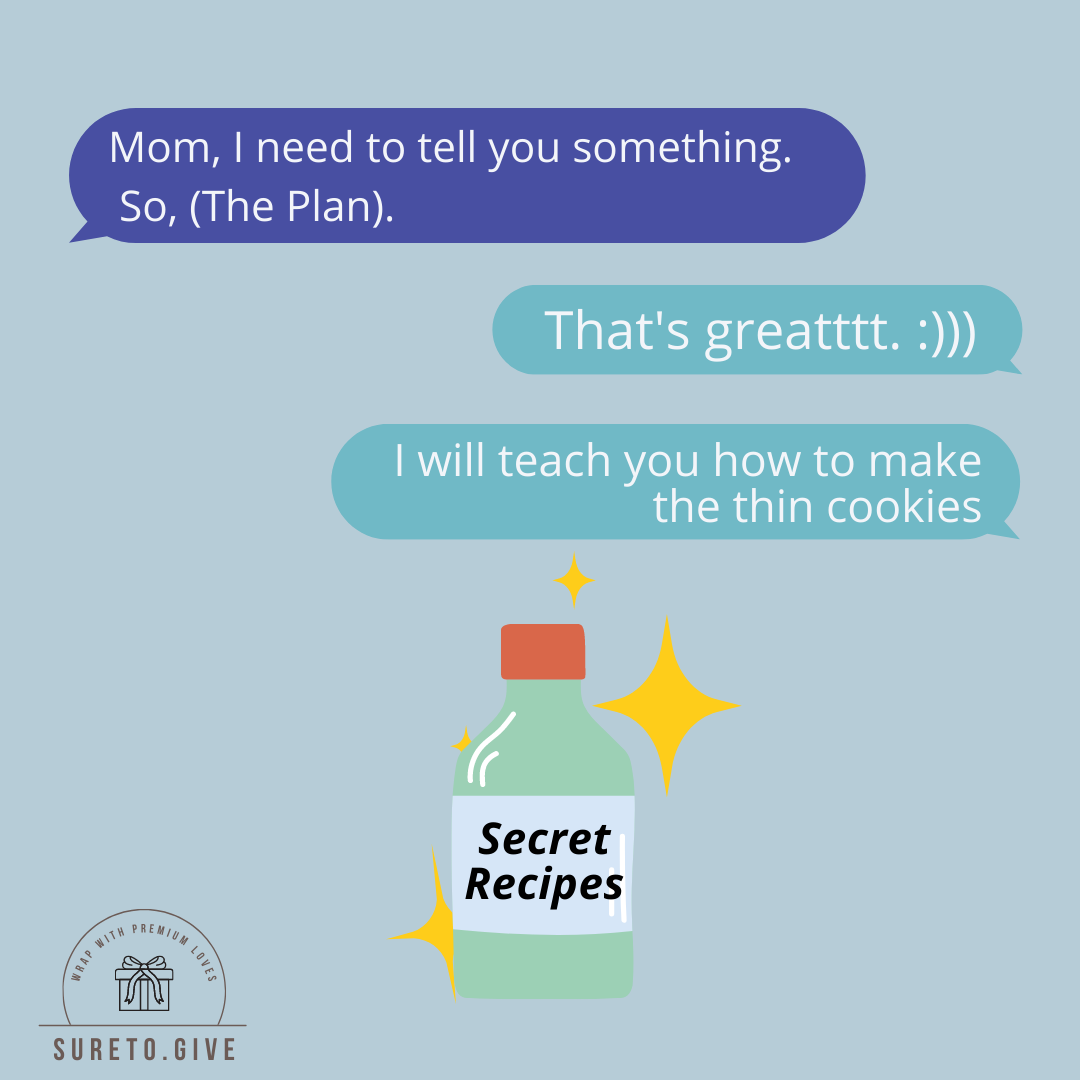 Mom, I need to tell you something.
So, (The Plan).
That's greatttt. :)))
I will teach you how to make
the thin cookies
Secret
Recipes
WRAP WITH PREMIUM LOVES
SURETO.GIVE